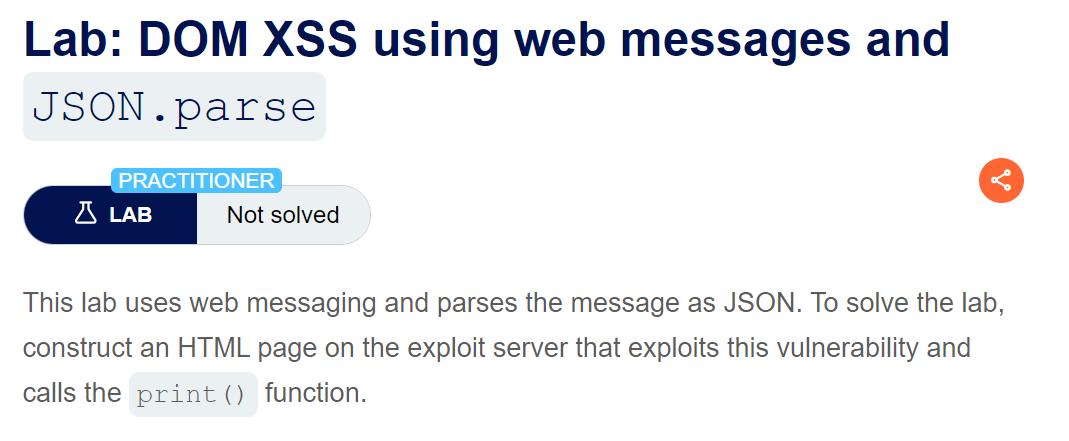 Lab: DOM XSS using web messages and
JSON.parse
PRACTITIONER
LAB
Not solved
This lab uses web messaging and parses the message as JSON. To solve the lab,
construct an HTML page on the exploit server that exploits this vulnerability and
calls the print() function.